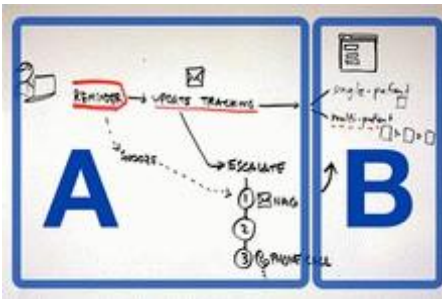 REMINDER → UPDATE TRACKING →
single-patient
multi-patient
SNOOZE
ESCALATE
1 NAG
2
3 PHONE CALL
A
B